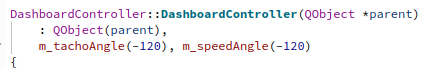 DashboardController::DashboardController(QObject *parent)
: QObject(parent),
m_tachoAngle(-120), m_speedAngle(-120)
{